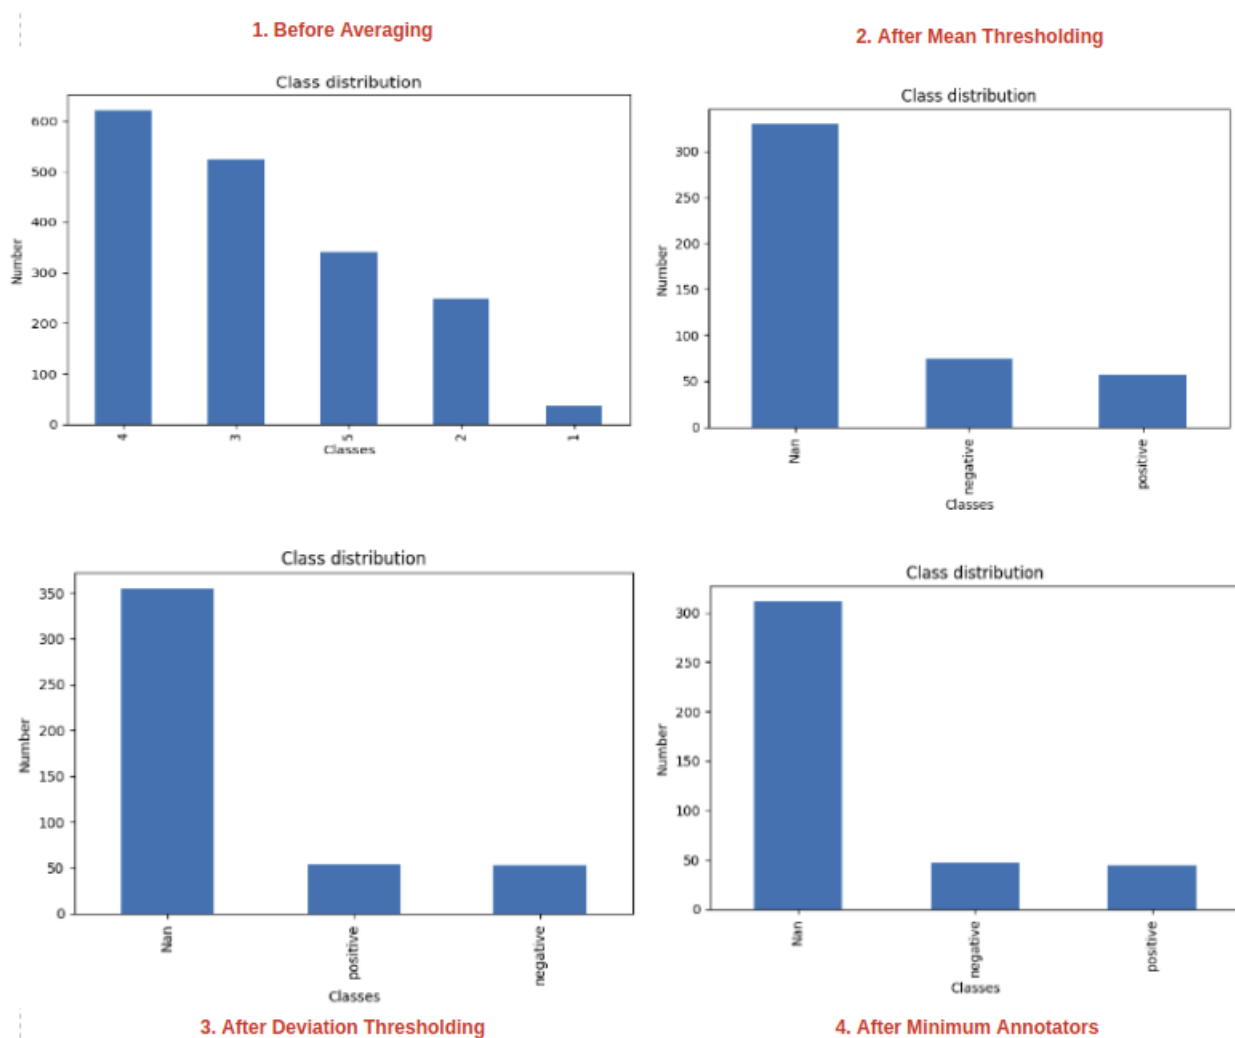 1. Before Averaging
Class distribution
600
500
400
300
200
100
0
Number
4
3
5
2
1
Classes
2. After Mean Thresholding
Class distribution
300
250
200
150
100
50
0
Number
Nan
negative
positive
Classes
Class distribution
350
300
250
200
150
100
50
0
Number
Nan
positive
negative
Classes
3. After Deviation Thresholding
Class distribution
300
250
200
150
100
50
0
Number
Nan
negative
positive
Classes
4. After Minimum Annotators